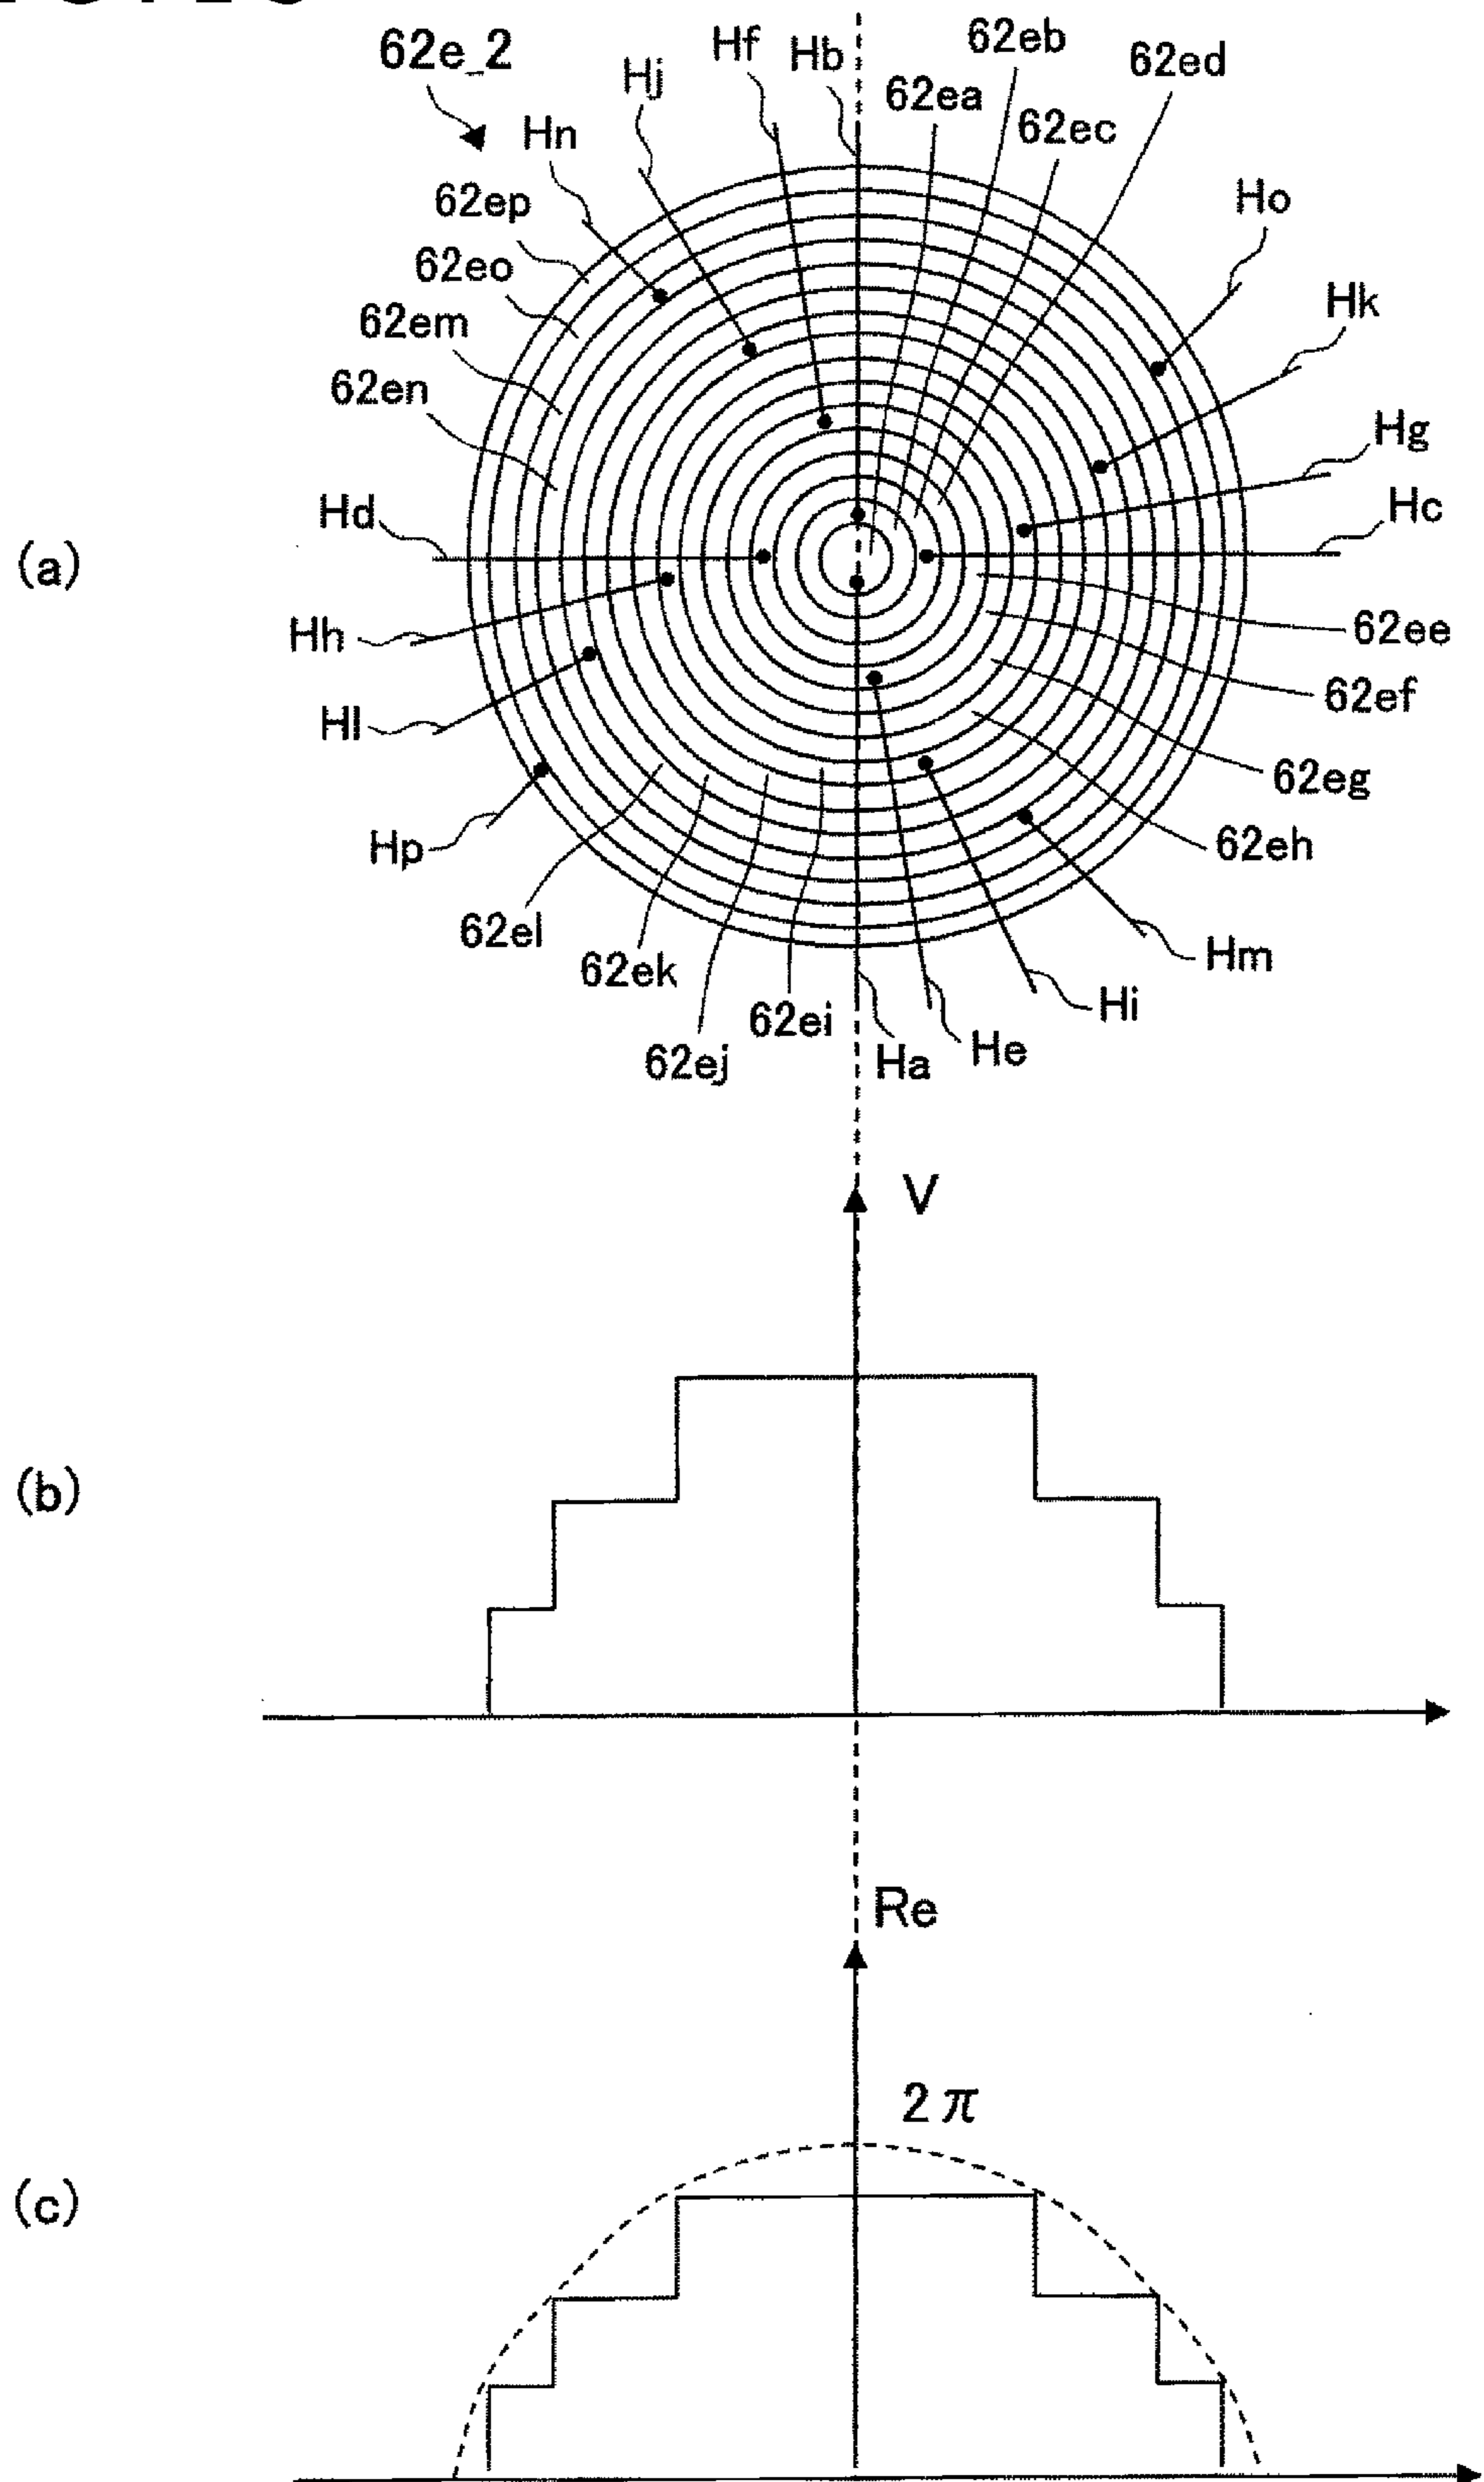 62e_2
Hf
Hb
62eb
62ed
Hj
62ea
62ec
Hn
62ep
Ho
62eo
Hk
62em
62en
Hg
Hd
Hc
(a)
Hh
62ee
62ef
Hl
62eg
Hp
62eh
62el
62ek
Hm
Hi
62ei
62ej
Ha
He
V
(b)
Re
2π
(c)